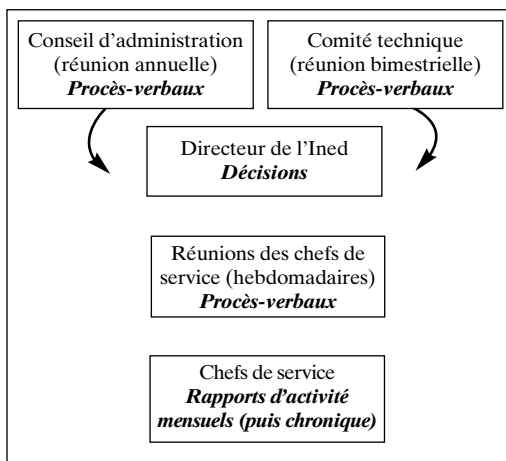 Conseil d'administration
(réunion annuelle)
Procès-verbaux
Comité technique
(réunion bimestrielle)
Procès-verbaux
Directeur de l'Ined
Décisions
Réunions des chefs de
service (hebdomadaires)
Procès-verbaux
Chefs de service
Rapports d'activité
mensuels (puis chronique)